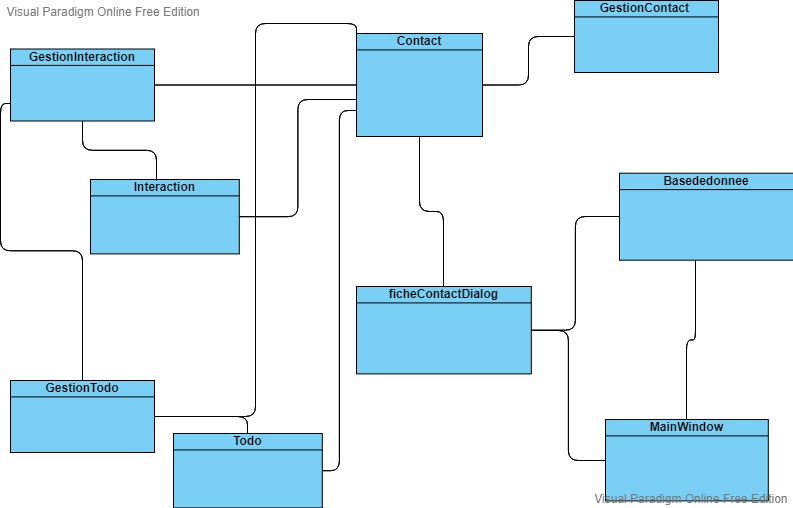 Visual Paradigm Online Free Edition
GestionContact
Contact
GestionInteraction
Interaction
Basededonnee
ficheContactDialog
GestionTodo
MainWindow
Todo
Visual Paradigm Online Free Edition